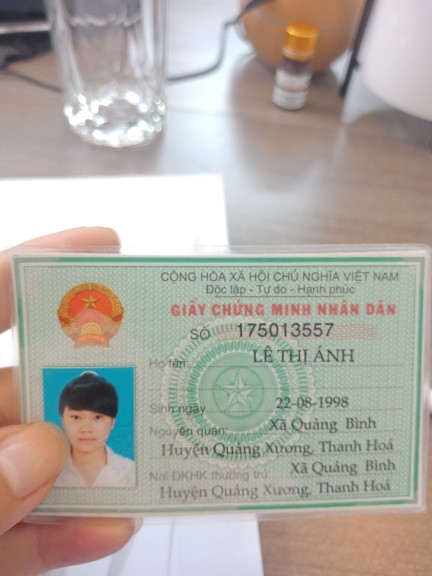 CỘNG HÒA XÃ HỘI CHỦ NGHĨA VIỆT NAM
Độc lập - Tự do - Hạnh phúc
GIẤY CHỨNG MINH NHÂN DÂN
SỐ 175013557
Họ tên: LÊ THỊ ÁNH
Sinh ngày 22-08-1998
Nguyên quán: Xã Quảng Bình
Huyện Quảng Xương, Thanh Hoá
Nơi ĐKHK thường trú Xã Quảng Bình
Huyện Quảng Xương, Thanh Hoá